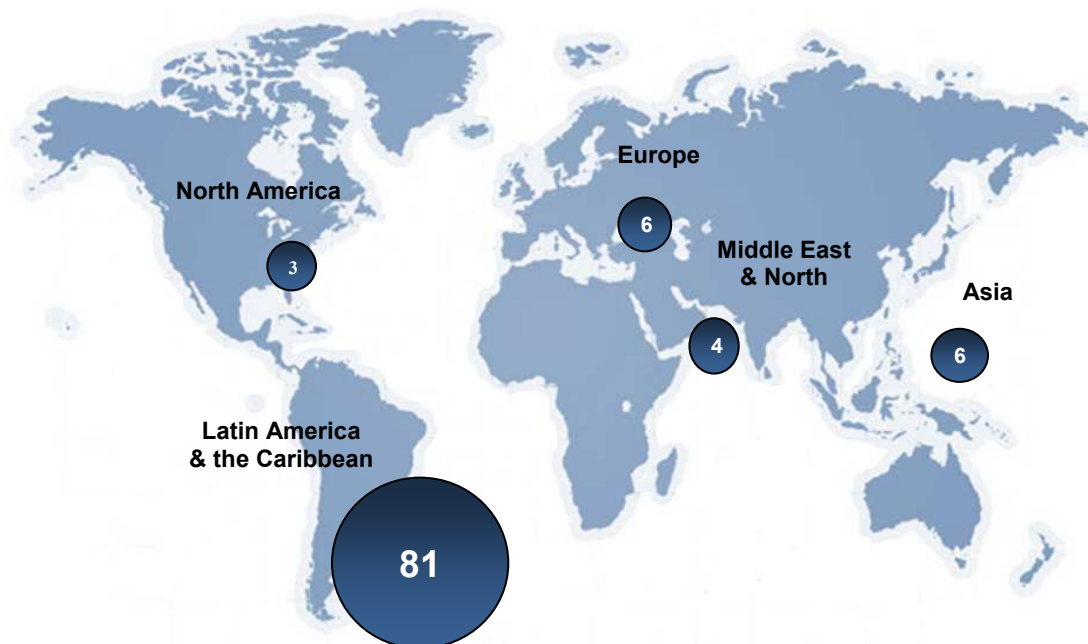 Europe
North America
6
Middle East
& North
3
Asia
4
6
Latin America
& the Caribbean
81